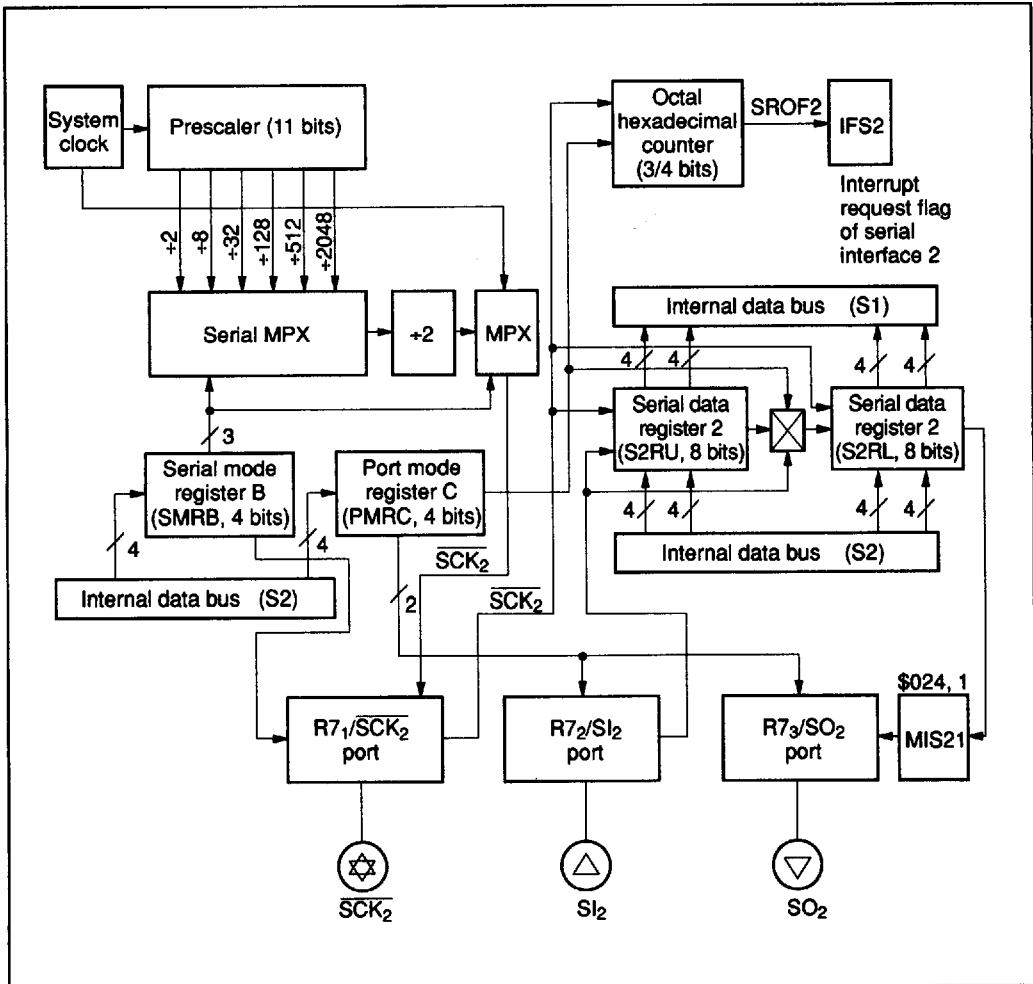 System
clock
Prescaler (11 bits)
÷2
÷8
÷32
÷128
÷512
÷2048
Serial MPX
÷2
MPX
Octal
hexadecimal
counter
(3/4 bits)
SROF2
IFS2
Interrupt
request flag
of serial
interface 2
Internal data bus (S1)
4
4
4
4
3
Serial mode
register B
(SMRB, 4 bits)
Port mode
register C
(PMRC, 4 bits)
Serial data
register 2
(S2RU, 8 bits)
Serial data
register 2
(S2RL, 8 bits)
4
4
4
4
4
4
Internal data bus (S2)
Internal data bus (S2)
2
S̅C̅K̅₂̅
S̅C̅K̅₂̅
R7₁/S̅C̅K̅₂̅
port
R7₂/SI₂
port
R7₃/SO₂
port
$024, 1
MIS21
S̅C̅K̅₂̅
SI₂
SO₂